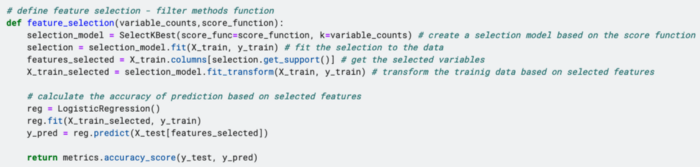 # define feature selection - filter methods function
def feature_selection(variable_counts,score_function):
    selection_model = SelectKBest(score_func=score_function, k=variable_counts) # create a selection model based on the score function
    selection = selection_model.fit(X_train, y_train) # fit the selection to the data
    features_selected = X_train.columns[selection.get_support()] # get the selected variables
    X_train_selected = selection_model.fit_transform(X_train, y_train) # transform the trainig data based on selected features

    # calculate the accuracy of prediction based on selected features
    reg = LogisticRegression()
    reg.fit(X_train_selected, y_train)
    y_pred = reg.predict(X_test[features_selected])

    return metrics.accuracy_score(y_test, y_pred)